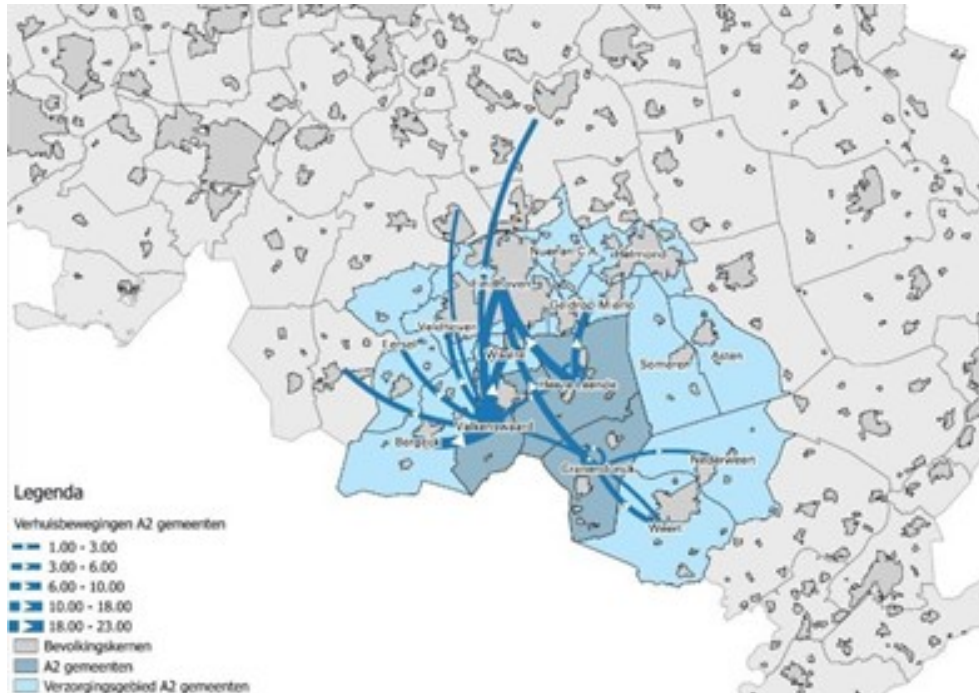 Nuenen C.A.
Helmond
Eindhoven
Geldrop-Mierlo
Veldhoven
Eersel
Waalre
Someren
Asten
Heeze-Leende
Valkenswaard
Bergeijk
Cranendonck
Nederweert
Weert
Legenda
Verhuisbewegingen A2 gemeenten
1.00 - 3.00
3.00 - 6.00
6.00 - 10.00
10.00 - 18.00
18.00 - 23.00
Bevolkingskernen
A2 gemeenten
Verzorgingsgebied A2 gemeenten